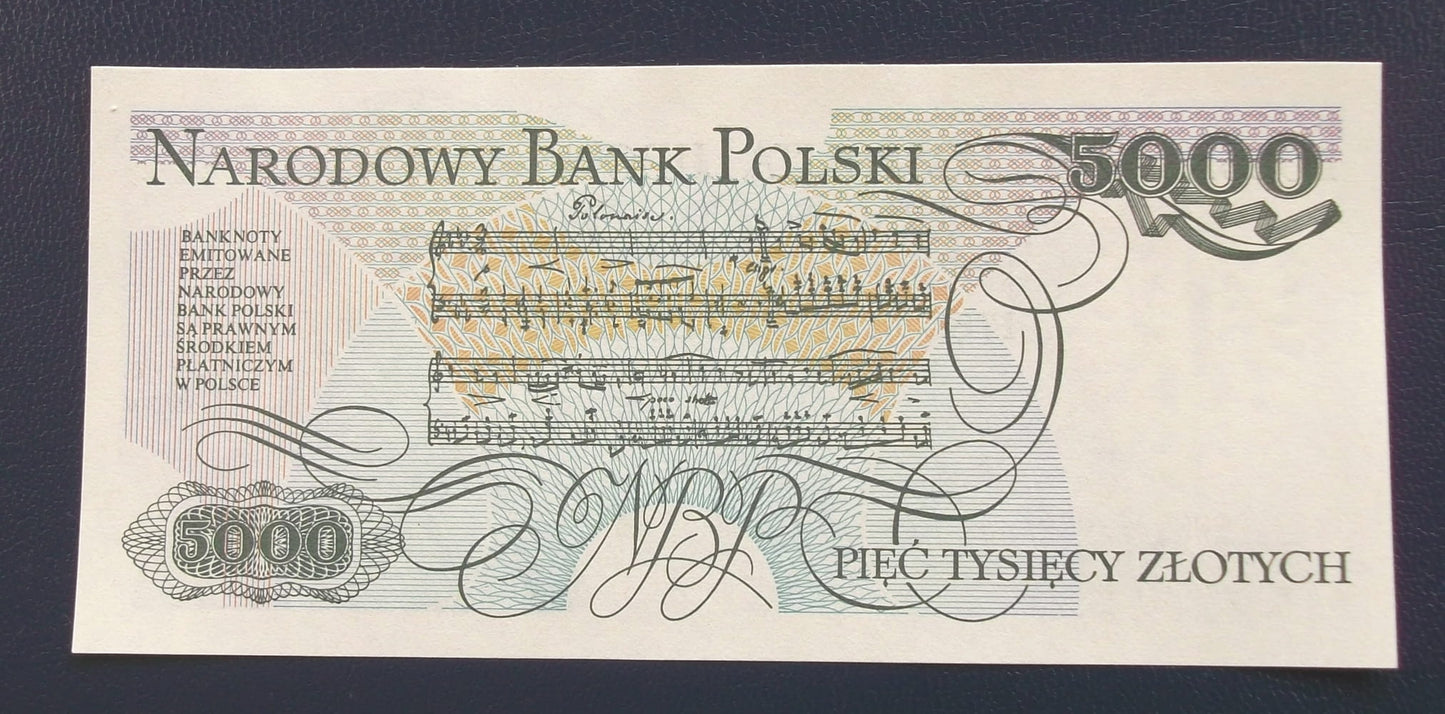 NARODOWY BANK POLSKI
5000
Polonaise.
BANKNOTY
EMITOWANE
PRZEZ
NARODOWY
BANK POLSKI
SĄ PRAWNYM
ŚRODKIEM
PŁATNICZYM
W POLSCE
poco
NBP
5000
PIĘĆ TYSIĘCY ZŁOTYCH